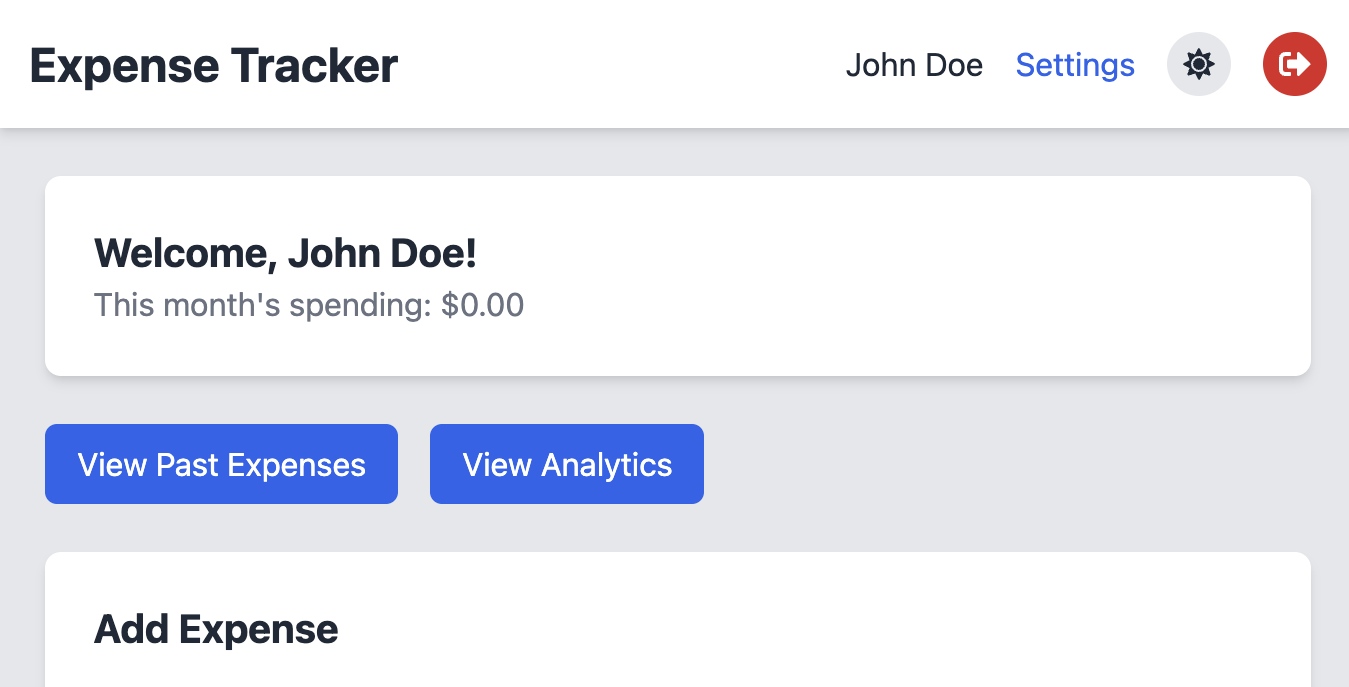 Expense Tracker
John Doe Settings
Welcome, John Doe!
This month's spending: $0.00
View Past Expenses
View Analytics
Add Expense